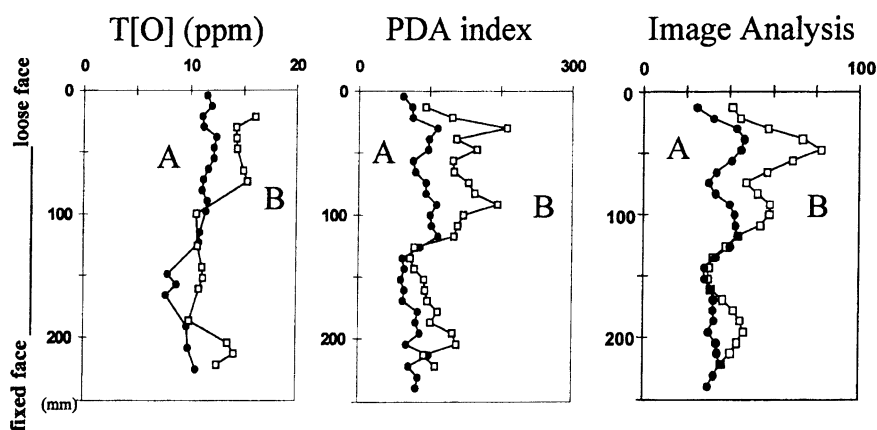 T[O] (ppm)
PDA index
Image Analysis
0 10 20
0 300
0 100
loose face
fixed face
0
100
200
(mm)
A
B
0
100
200
A
B
0
100
200
A
B